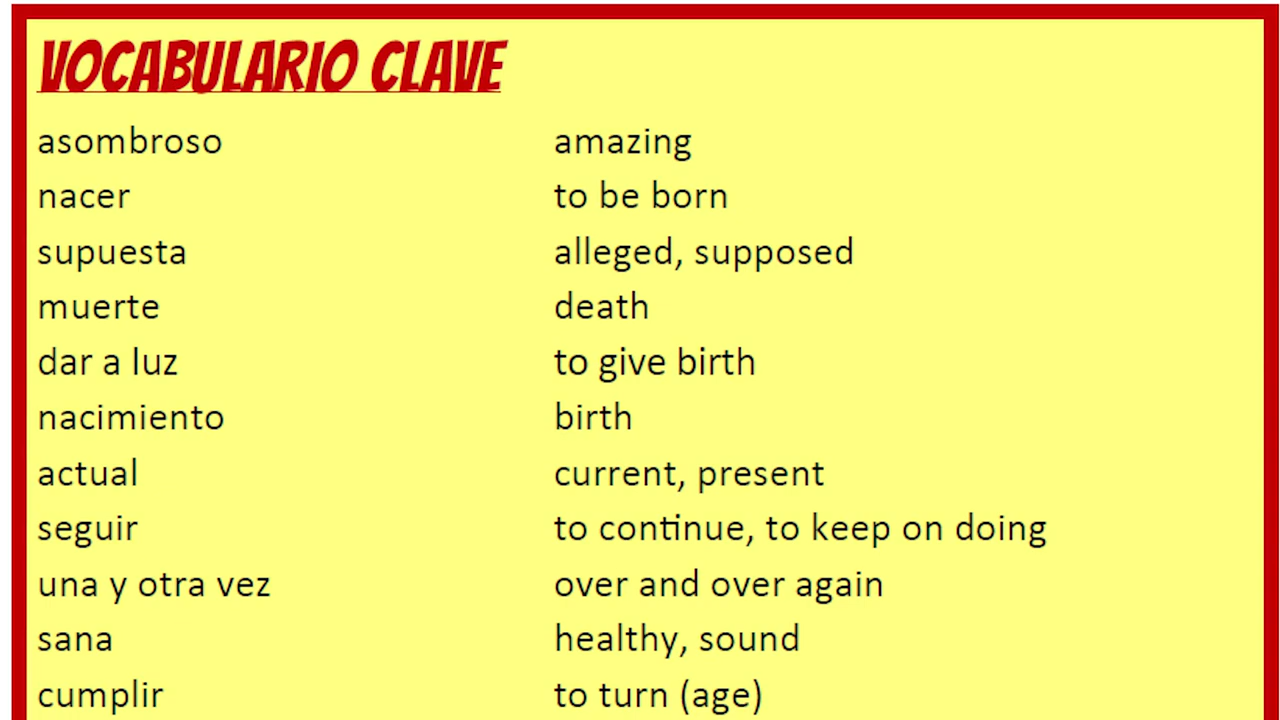 VOCABULARIO CLAVE
asombroso amazing
nacer to be born
supuesta alleged, supposed
muerte death
dar a luz to give birth
nacimiento birth
actual current, present
seguir to continue, to keep on doing
una y otra vez over and over again
sana healthy, sound
cumplir to turn (age)